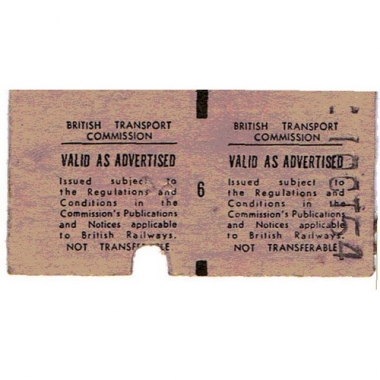 BRITISH TRANSPORT
COMMISSION
VALID AS ADVERTISED
Issued subject to
the Regulations and
Conditions in the
Commission's Publications
and Notices applicable
to British Railways.
NOT TRANSFERABLE
6
BRITISH TRANSPORT
COMMISSION
VALID AS ADVERTISED
Issued subject to
the Regulations and
Conditions in the
Commission's Publications
and Notices applicable
to British Railways.
NOT TRANSFERABLE